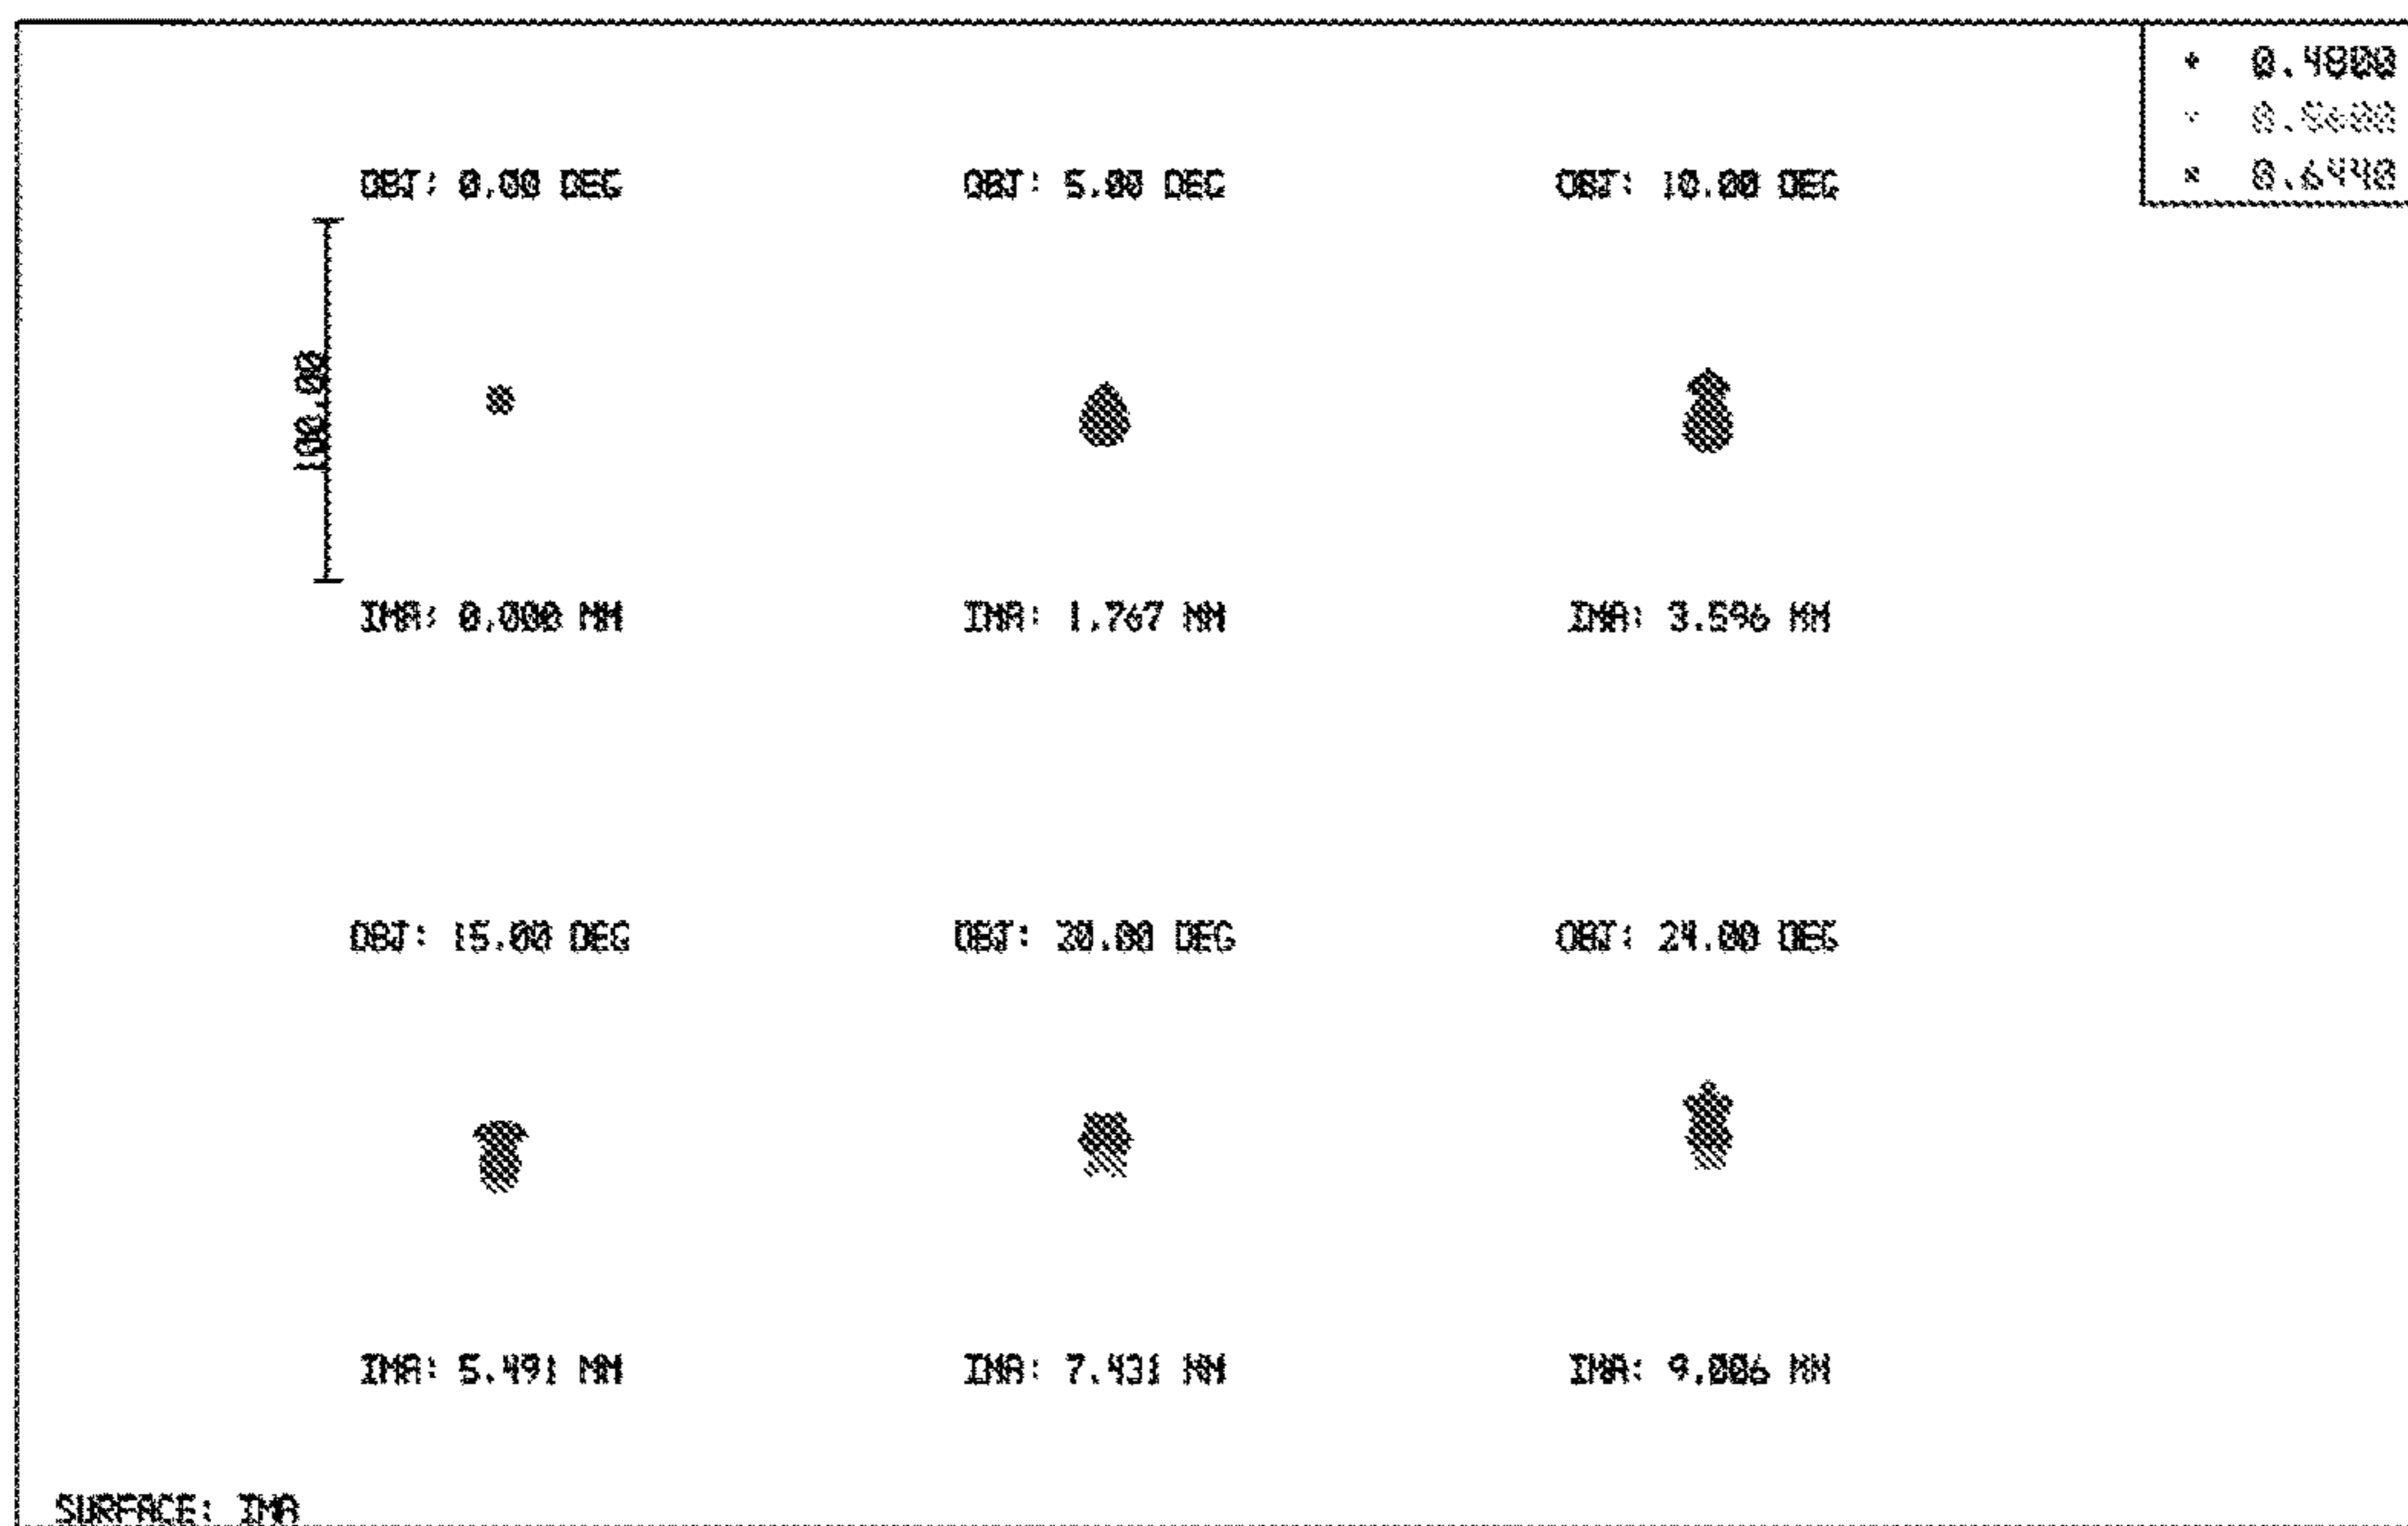 0.4800
0.5600
0.6440
OBJ: 0.00 DEG
OBJ: 5.00 DEG
OBJ: 10.00 DEG
100.00
IMA: 0.000 MM
IMA: 1.767 MM
IMA: 3.596 MM
OBJ: 15.00 DEG
OBJ: 20.00 DEG
OBJ: 24.00 DEG
IMA: 5.491 MM
IMA: 7.431 MM
IMA: 9.006 MM
SURFACE: IMA